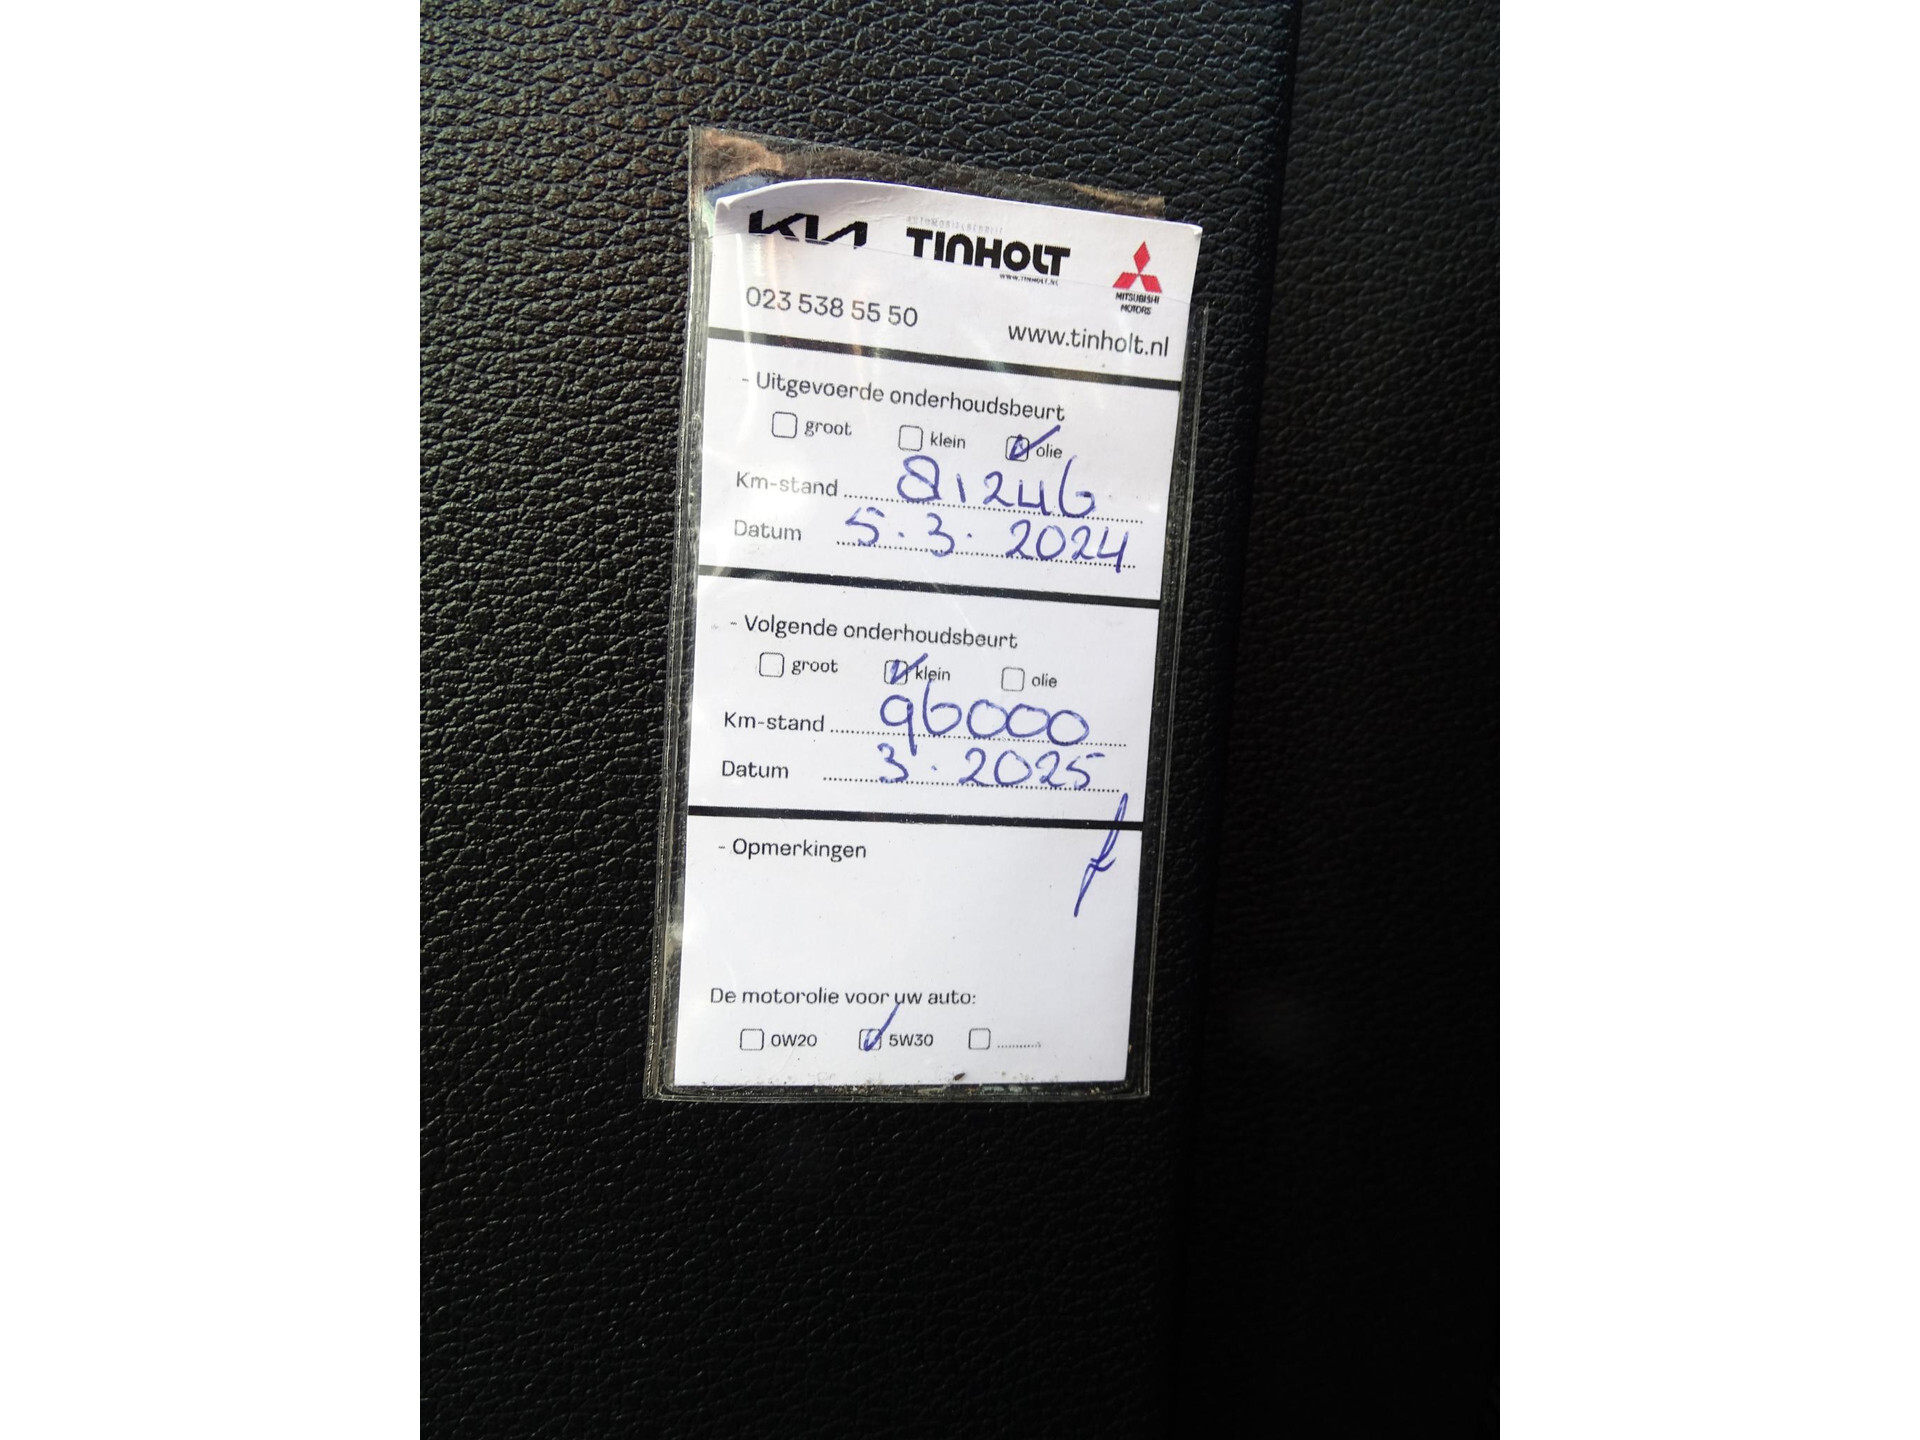 KIA TINHOLT
www.tinholt.nl
MITSUBISHI
MOTORS
023 538 55 50
www.tinholt.nl
- Uitgevoerde onderhoudsbeurt
groot klein olie
Km-stand 81246
Datum 5.3.2024
- Volgende onderhoudsbeurt
groot klein olie
Km-stand 96000
Datum 3.2025
- Opmerkingen
De motorolie voor uw auto:
0W20 5W30